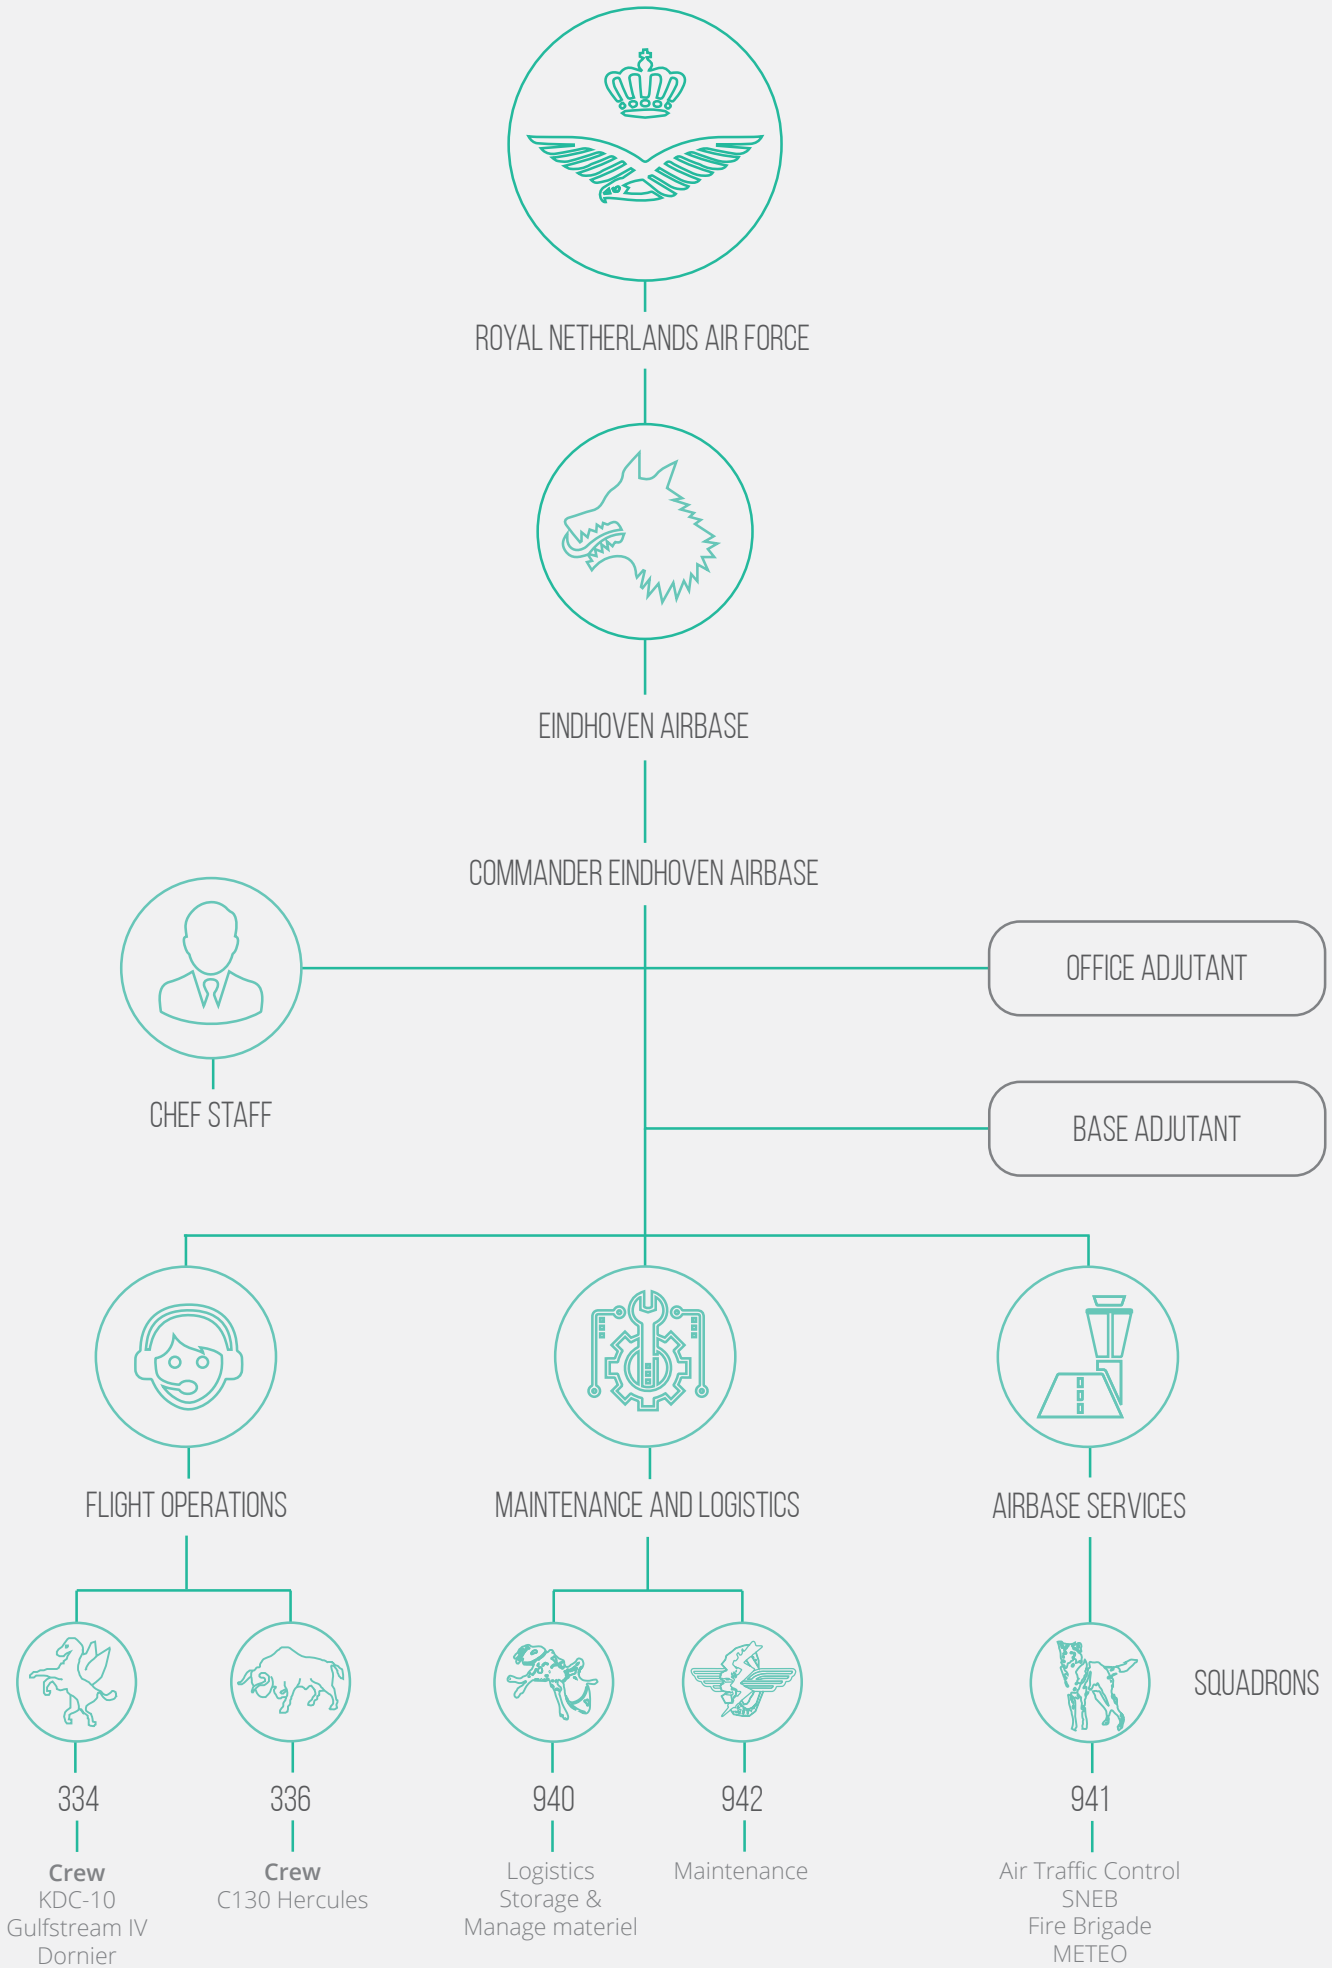 ROYAL NETHERLANDS AIR FORCE
EINDHOVEN AIRBASE
COMMANDER EINDHOVEN AIRBASE
OFFICE ADJUTANT
CHEF STAFF
BASE ADJUTANT
FLIGHT OPERATIONS
MAINTENANCE AND LOGISTICS
AIRBASE SERVICES
SQUADRONS
334
336
940
942
941
Crew
KDC-10
Gulfstream IV
Dornier
Crew
C130 Hercules
Logistics
Storage &
Manage materiel
Maintenance
Air Traffic Control
SNEB
Fire Brigade
METEO